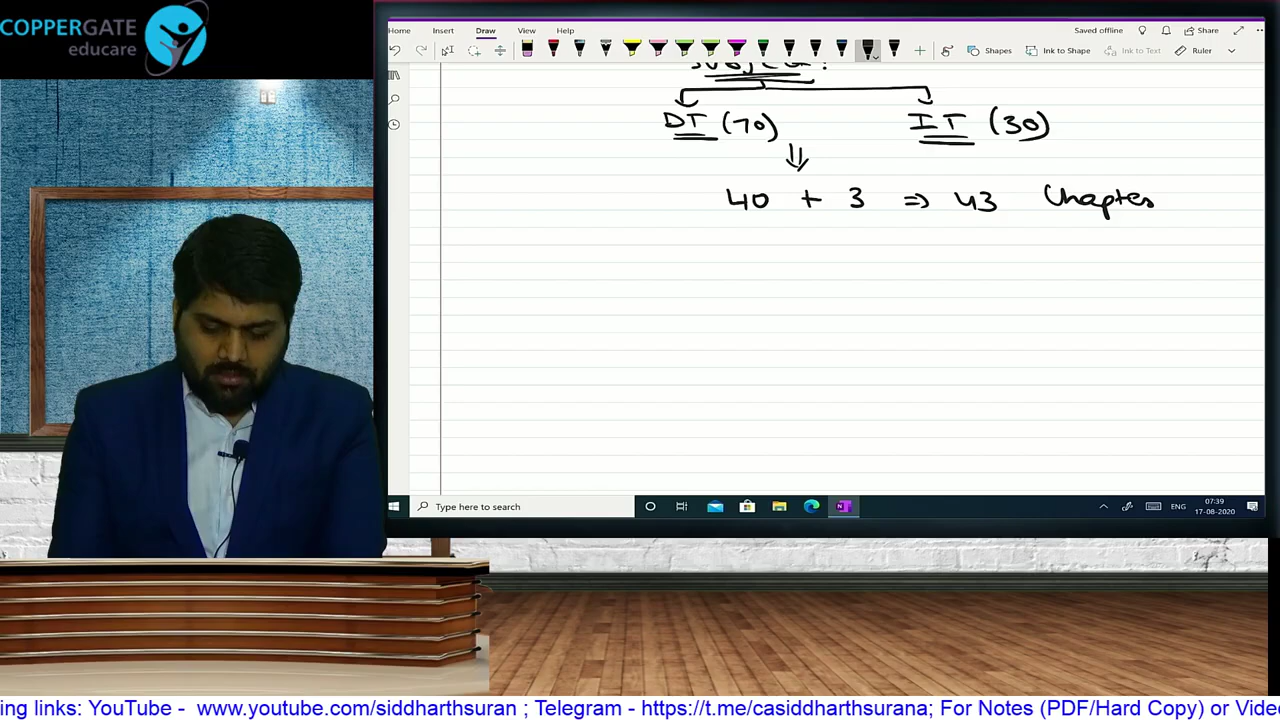 COPPERGATE
educare
Home Insert Draw View Help
Saved offline Share
Shapes Ink to Shape Ink to Text Ruler
DT (70) IT (30)
40 + 3 ⇒ 43 Chapter
Type here to search
ENG
07:39
17-08-2020
ing links: YouTube - www.youtube.com/siddharthsuran ; Telegram - https://t.me/casiddharthsurana; For Notes (PDF/Hard Copy) or Vide